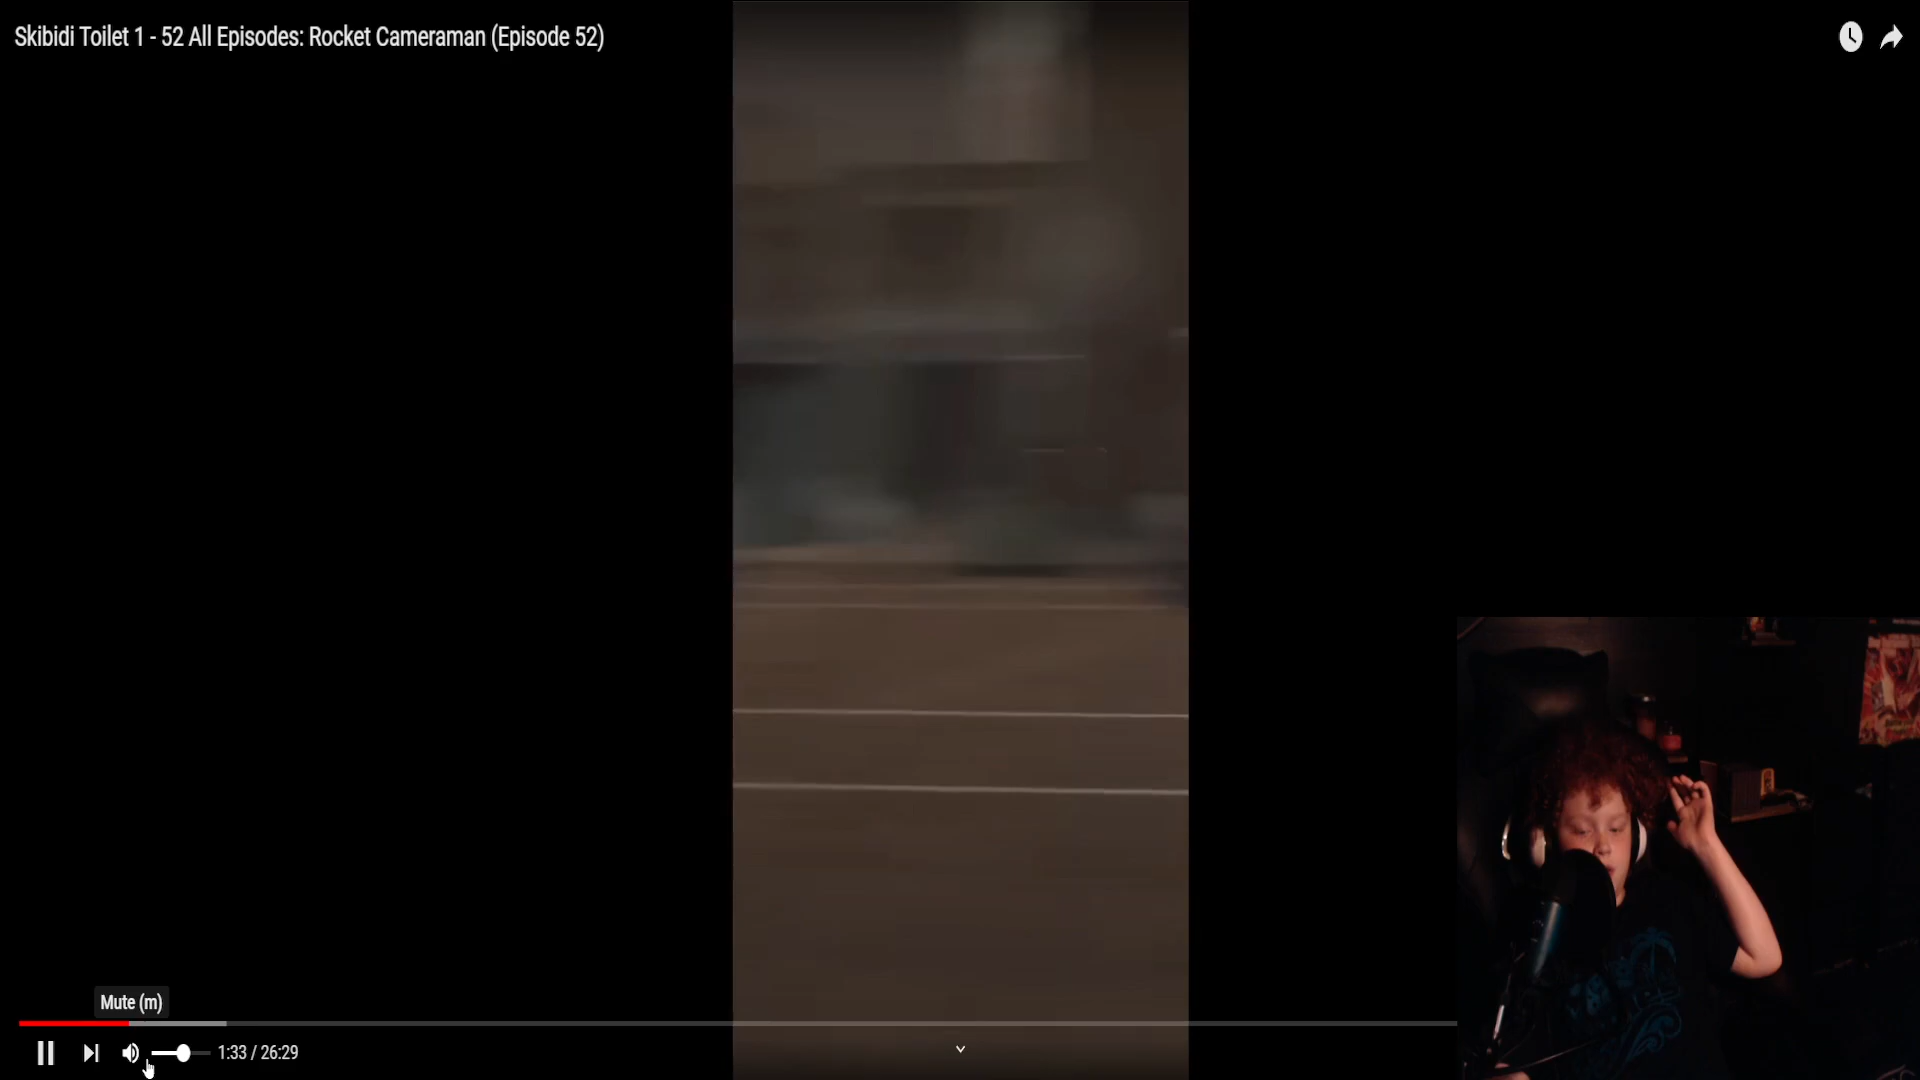 Skibidi Toilet 1 - 52 All Episodes: Rocket Cameraman (Episode 52)
Mute (m)
1:33 / 26:29